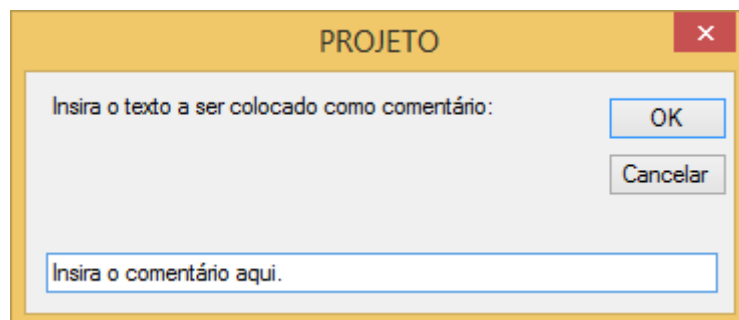 PROJETO
Insira o texto a ser colocado como comentário:
OK
Cancelar
Insira o comentário aqui.